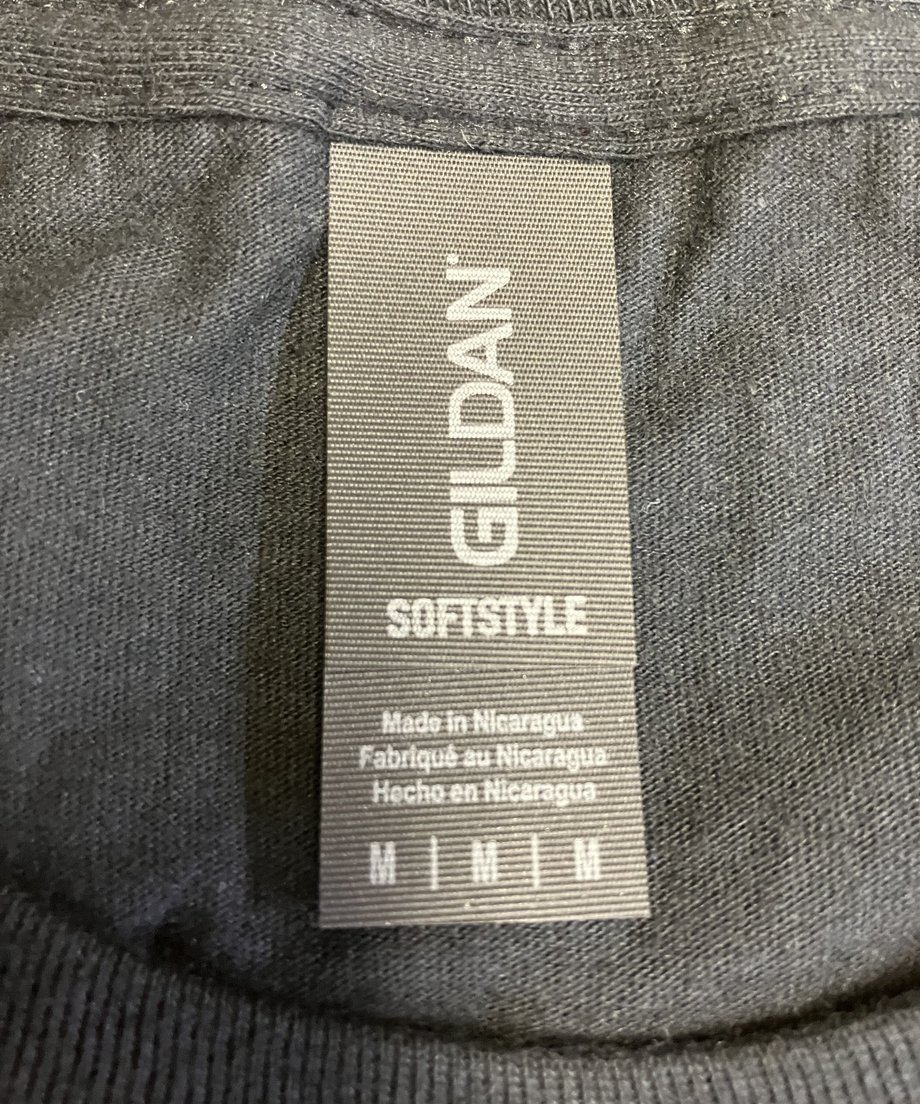 GILDAN®
SOFTSTYLE
Made in Nicaragua
Fabriqué au Nicaragua
Hecho en Nicaragua
M | M | M